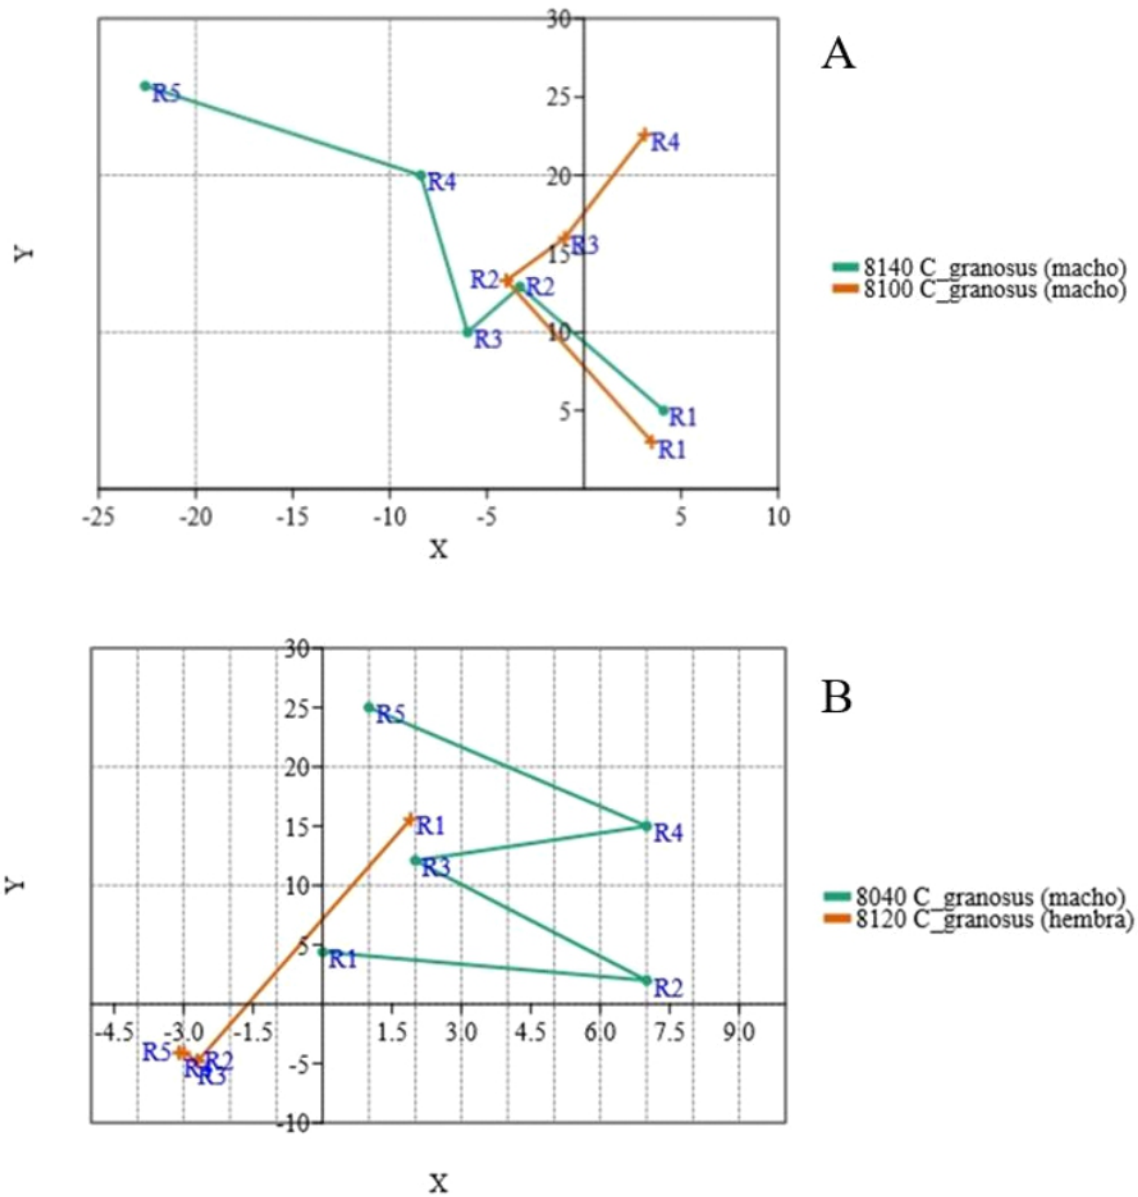 30
A
25
R5
R4
R4
20
R3
15
R2
R2
10
R3
5
R1
R1
-25 -20 -15 -10 -5 5 10
X
Y
8140 C_granosus (macho)
8100 C_granosus (macho)
30
B
25
R5
20
15
R1
R4
R3
10
5
R1
R2
-4.5 -3.0 -1.5 1.5 3.0 4.5 6.0 7.5 9.0
R5
R2
R4
R3
-5
-10
X
Y
8040 C_granosus (macho)
8120 C_granosus (hembra)